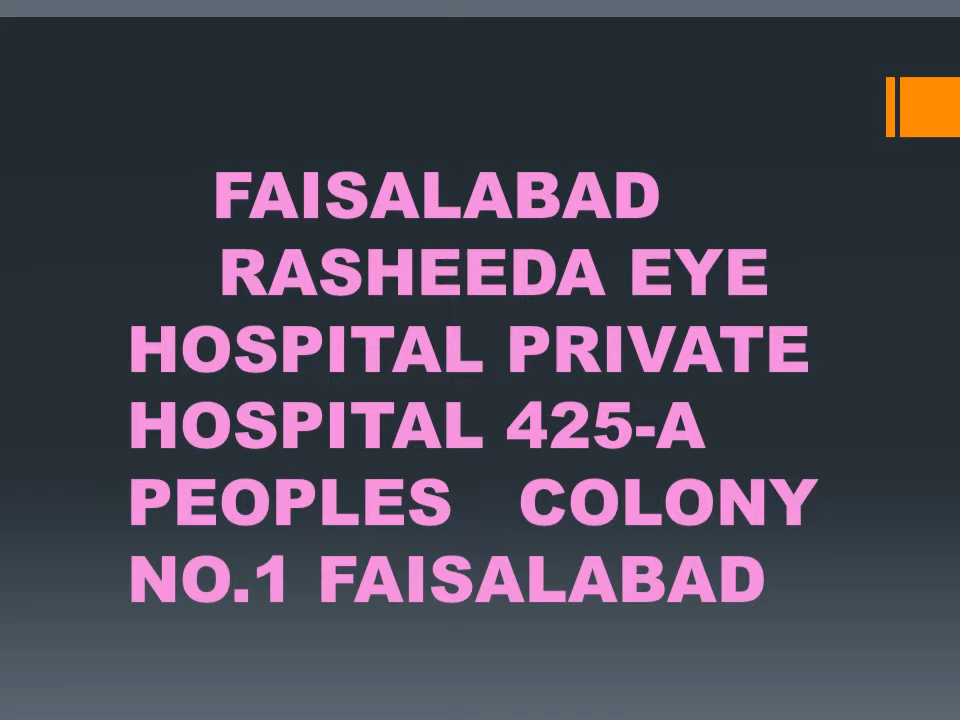 FAISALABAD
RASHEEDA EYE
HOSPITAL PRIVATE
HOSPITAL 425-A
PEOPLES COLONY
NO.1 FAISALABAD